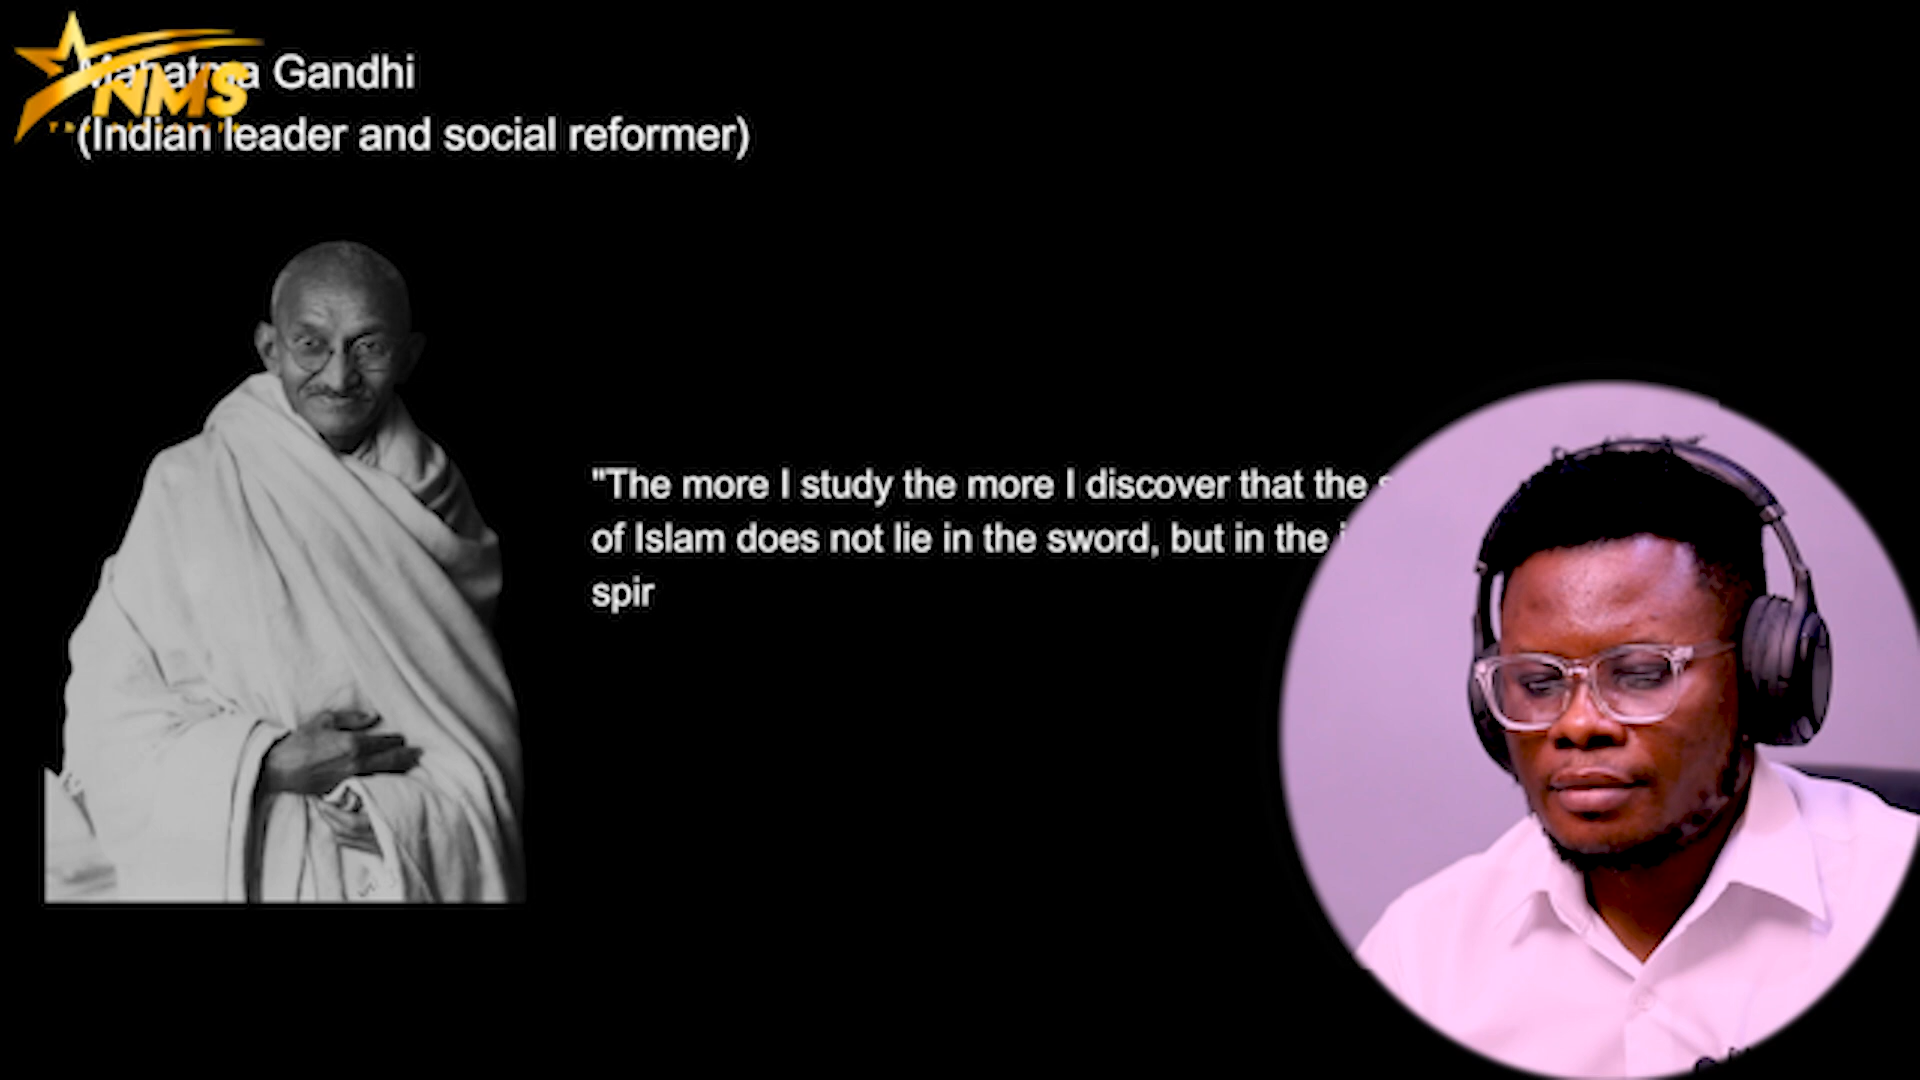 NMS
Mahatma Gandhi
(Indian leader and social reformer)
"The more I study the more I discover that the
of Islam does not lie in the sword, but in the
spir